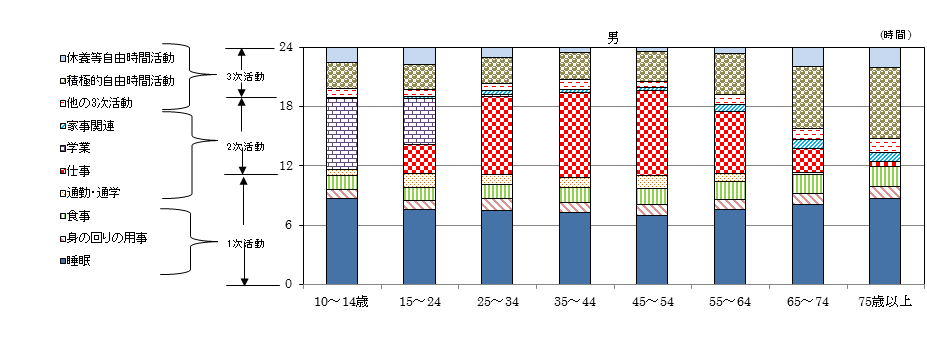 男
(時間)
休養等自由時間活動
積極的自由時間活動
他の3次活動
家事関連
学業
仕事
通勤・通学
食事
身の回りの用事
睡眠
3次活動
2次活動
1次活動
24
18
12
6
0
10～14歳
15～24
25～34
35～44
45～54
55～64
65～74
75歳以上